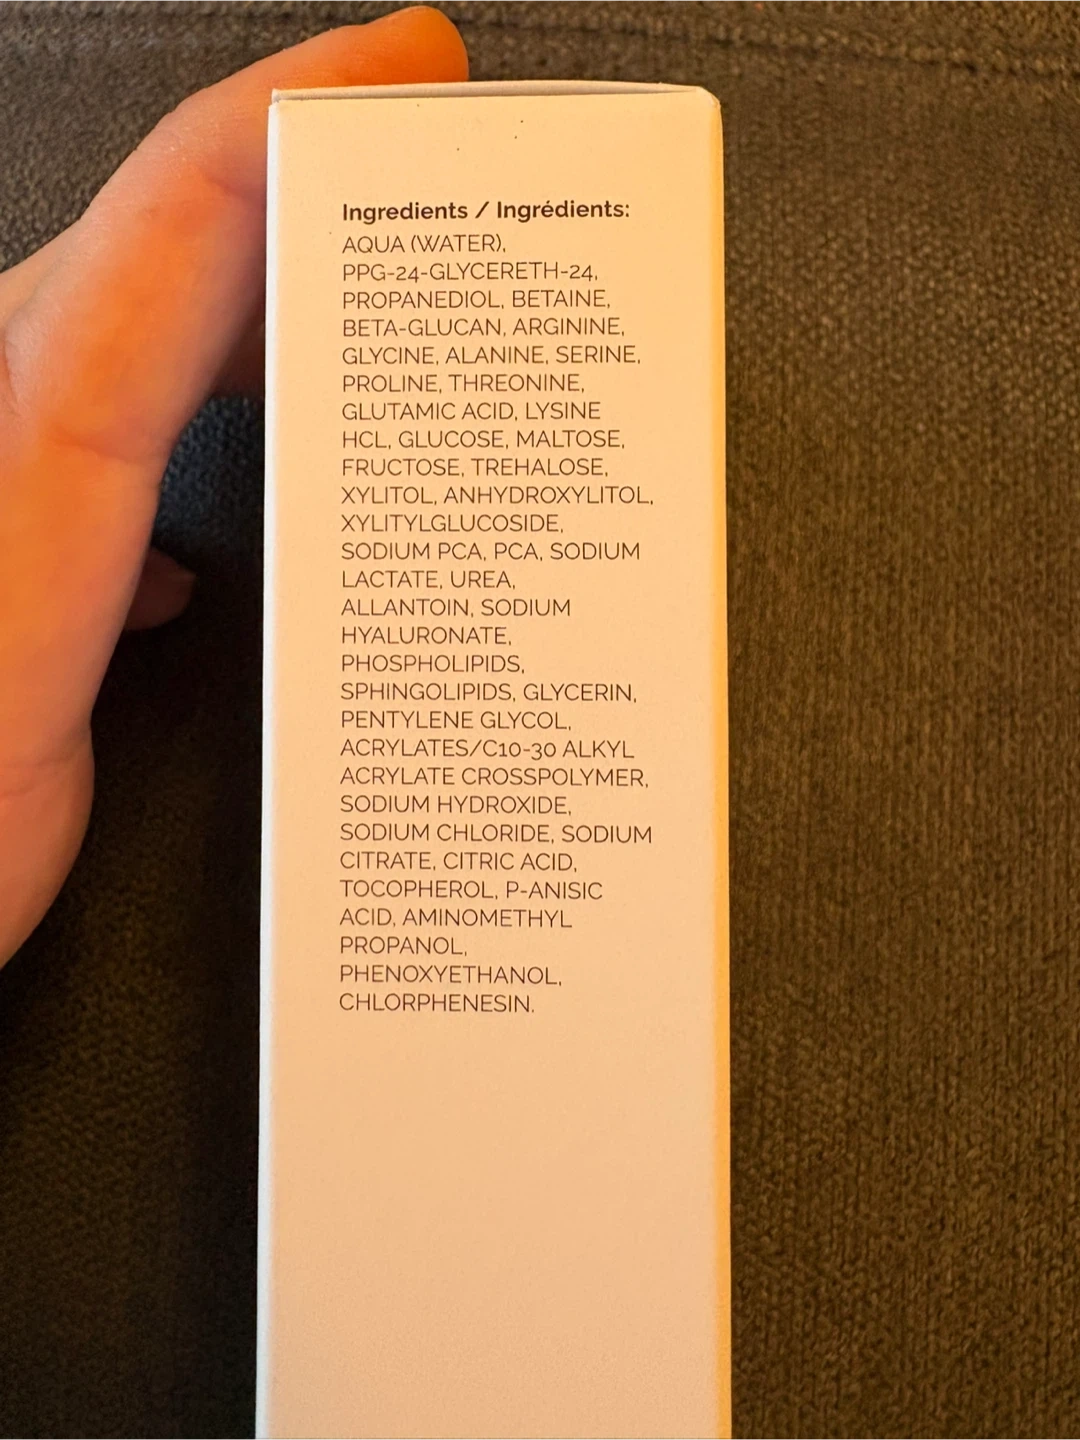 Ingredients / Ingrédients:
AQUA (WATER),
PPG-24-GLYCERETH-24,
PROPANEDIOL, BETAINE,
BETA-GLUCAN, ARGININE,
GLYCINE, ALANINE, SERINE,
PROLINE, THREONINE,
GLUTAMIC ACID, LYSINE
HCL, GLUCOSE, MALTOSE,
FRUCTOSE, TREHALOSE,
XYLITOL, ANHYDROXYLITOL,
XYLITYLGLUCOSIDE,
SODIUM PCA, PCA, SODIUM
LACTATE, UREA,
ALLANTOIN, SODIUM
HYALURONATE,
PHOSPHOLIPIDS,
SPHINGOLIPIDS, GLYCERIN,
PENTYLENE GLYCOL,
ACRYLATES/C10-30 ALKYL
ACRYLATE CROSSPOLYMER,
SODIUM HYDROXIDE,
SODIUM CHLORIDE, SODIUM
CITRATE, CITRIC ACID,
TOCOPHEROL, P-ANISIC
ACID, AMINOMETHYL
PROPANOL,
PHENOXYETHANOL,
CHLORPHENESIN.